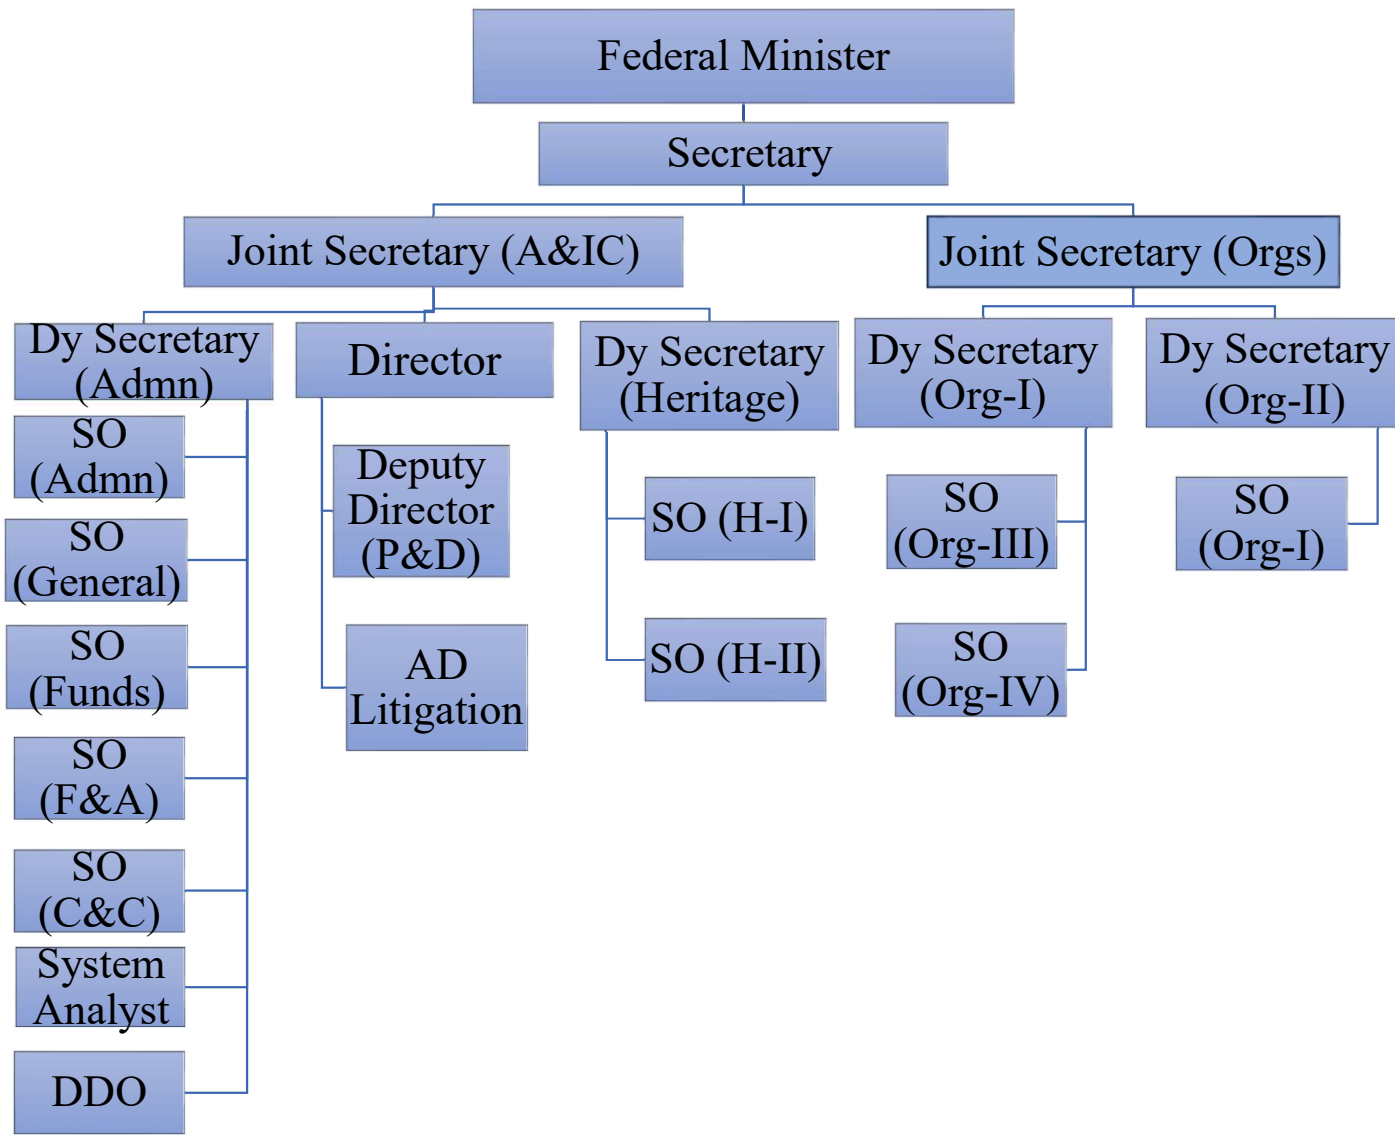 Federal Minister
Secretary
Joint Secretary (A&IC)
Joint Secretary (Orgs)
Dy Secretary
(Admn)
Director
Dy Secretary
(Heritage)
Dy Secretary
(Org-I)
Dy Secretary
(Org-II)
SO
(Admn)
SO
(General)
SO
(Funds)
SO
(F&A)
SO
(C&C)
System
Analyst
DDO
Deputy
Director
(P&D)
AD
Litigation
SO (H-I)
SO (H-II)
SO
(Org-III)
SO
(Org-IV)
SO
(Org-I)